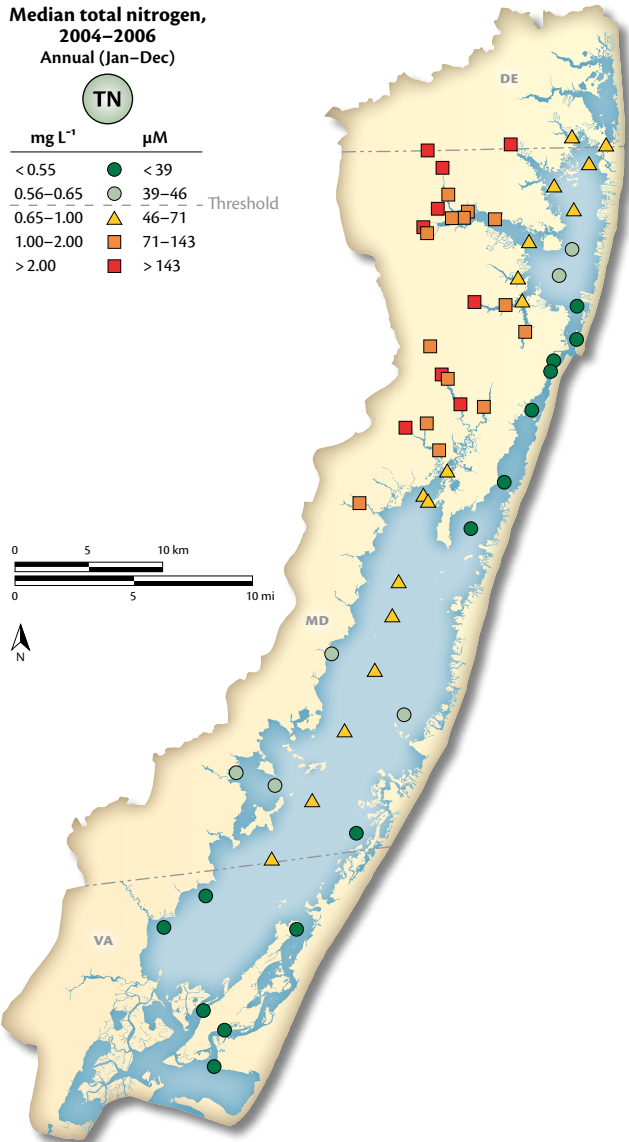 Median total nitrogen,
2004–2006
Annual (Jan–Dec)
TN
mg L⁻¹ µM
< 0.55 < 39
0.56–0.65 39–46
Threshold
0.65–1.00 46–71
1.00–2.00 71–143
> 2.00 > 143
DE
0 5 10 km
0 5 10 mi
N
MD
VA